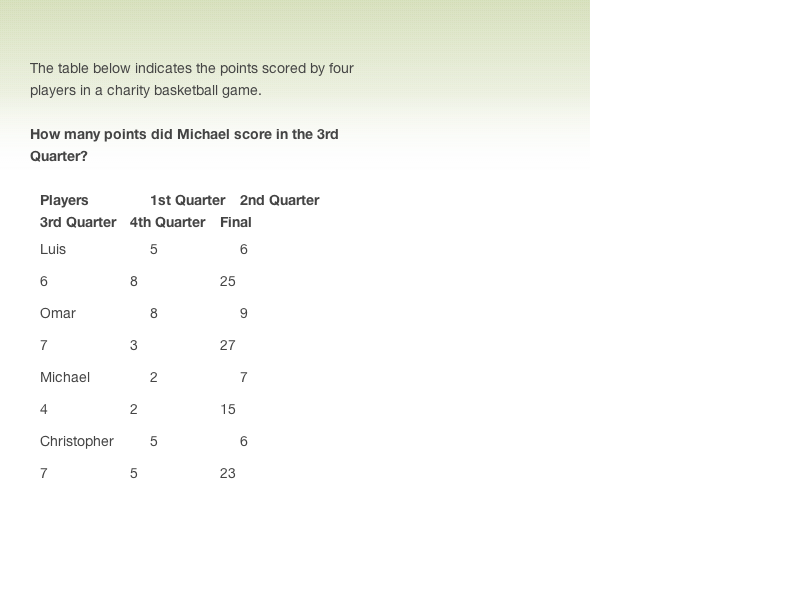 The table below indicates the points scored by four
players in a charity basketball game.
How many points did Michael score in the 3rd
Quarter?
Players 1st Quarter 2nd Quarter
3rd Quarter 4th Quarter Final
Luis 5 6
6 8 25
Omar 8 9
7 3 27
Michael 2 7
4 2 15
Christopher 5 6
7 5 23